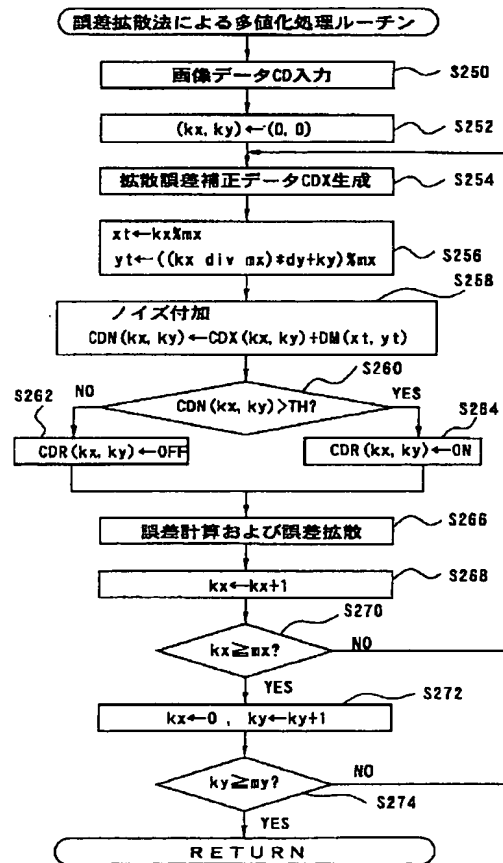 誤差拡散法による多値化処理ルーチン
画像データCD入力
S250
(kx, ky)←(0, 0)
S252
拡散誤差補正データCDX生成
S254
xt←kx%mx
yt←((kx div mx)*dy+ky)%mx
S256
S258
ノイズ付加
CDN(kx, ky)←CDX(kx, ky)+DM(xt, yt)
S260
S262
NO
CDN(kx, ky)>TH?
YES
S264
CDR(kx, ky)←OFF
CDR(kx, ky)←ON
誤差計算および誤差拡散
S266
kx←kx+1
S268
S270
kx≧mx?
NO
YES
S272
kx←0 , ky←ky+1
ky≧my?
NO
S274
YES
RETURN